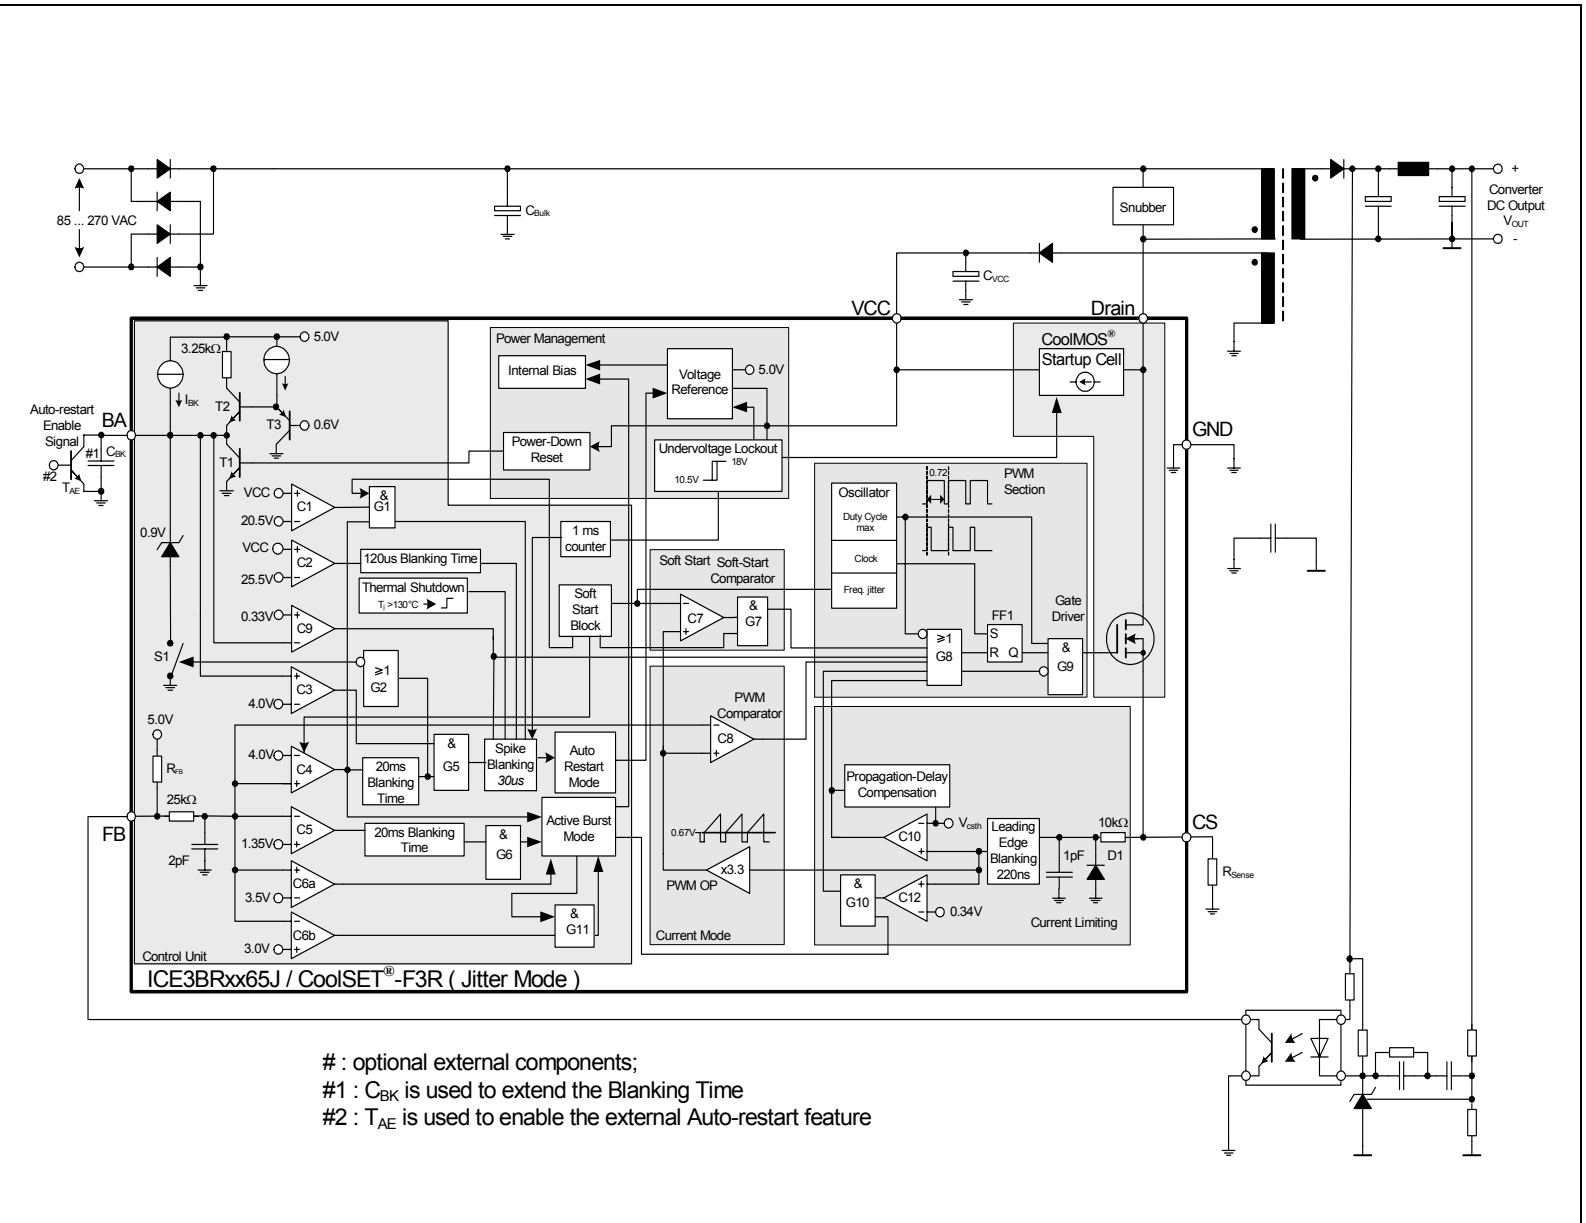 85 ... 270 VAC
CBulk
Snubber
+
Converter
DC Output
VOUT
-
CVCC
VCC
Drain
5.0V
3.25kΩ
IBK
T2
T3
0.6V
T1
Auto-restart
Enable
Signal
BA
#1
CBK
#2
TAE
Power Management
Internal Bias
Voltage
Reference
5.0V
Power-Down
Reset
Undervoltage Lockout
18V
10.5V
CoolMOS®
Startup Cell
GND
VCC
+
C1
20.5V
-
&
G1
VCC
+
C2
25.5V
-
120us Blanking Time
Thermal Shutdown
Tj >130°C
0.9V
0.33V
+
C9
-
S1
≥1
G2
+
C3
4.0V
-
1 ms
counter
Soft
Start
Block
Soft Start
Soft-Start
Comparator
-
C7
+
&
G7
PWM
Section
Oscillator
Duty Cycle
max
Clock
Freq. jitter
0.72
Gate
Driver
FF1
S
R
Q
≥1
G8
&
G9
5.0V
RFB
25kΩ
2pF
FB
4.0V
-
C4
+
20ms
Blanking
Time
&
G5
Spike
Blanking
30us
Auto
Restart
Mode
-
C5
1.35V
+
20ms Blanking
Time
&
G6
Active Burst
Mode
+
C6a
3.5V
-
-
C6b
3.0V
+
&
G11
Control Unit
PWM
Comparator
-
C8
+
0.67V
x3.3
PWM OP
Current Mode
Propagation-Delay
Compensation
-
Vcsth
C10
+
Leading
Edge
Blanking
220ns
10kΩ
1pF
D1
CS
RSense
&
G10
+
C12
-
0.34V
Current Limiting
ICE3BRxx65J / CoolSET®-F3R ( Jitter Mode )
# : optional external components;
#1 : CBK is used to extend the Blanking Time
#2 : TAE is used to enable the external Auto-restart feature